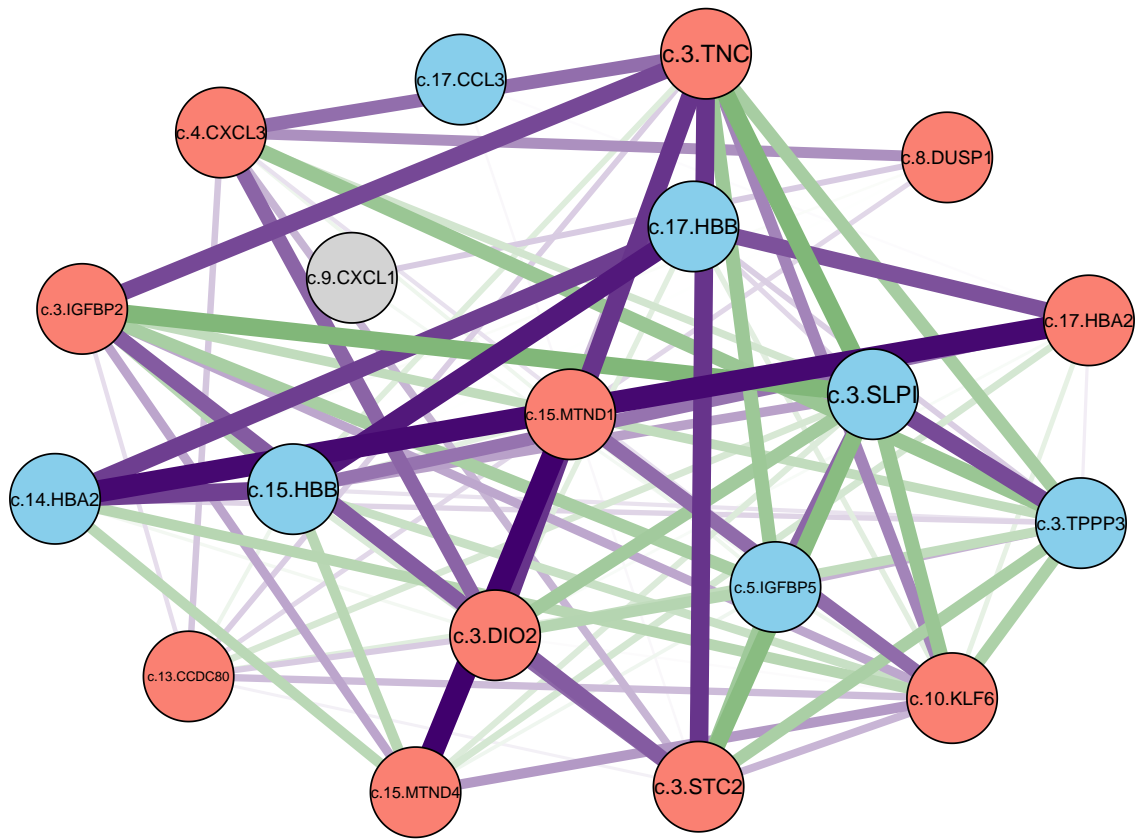 c.3.TNC
c.17.CCL3
c.4.CXCL3
c.8.DUSP1
c.17.HBB
c.9.CXCL1
c.3.IGFBP2
c.17.HBA2
c.3.SLPI
c.15.MTND1
c.15.HBB
c.14.HBA2
c.3.TPPP3
c.5.IGFBP5
c.3.DIO2
c.13.CCDC80
c.10.KLF6
c.3.STC2
c.15.MTND4